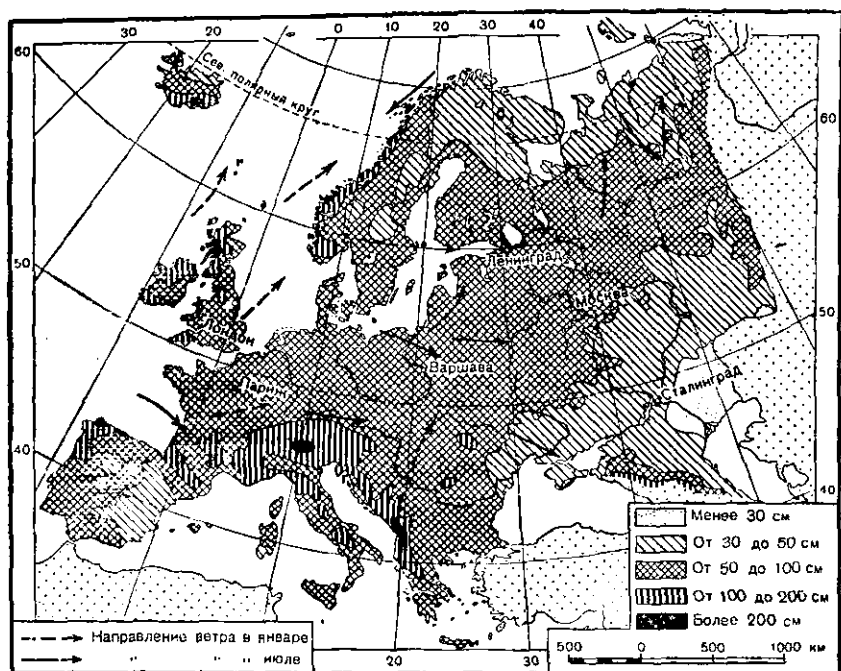 30 20 0 10 20 30 40
60
Сев. полярный круг
60
50
Ленинград
Москва
Лондон
50
Варшава
Париж
Сталинград
40
40
Менее 30 см
От 30 до 50 см
От 50 до 100 см
От 100 до 200 см
Более 200 см
Направление ветра в январе
" " " июле
500 0 500 1000 км
20 30